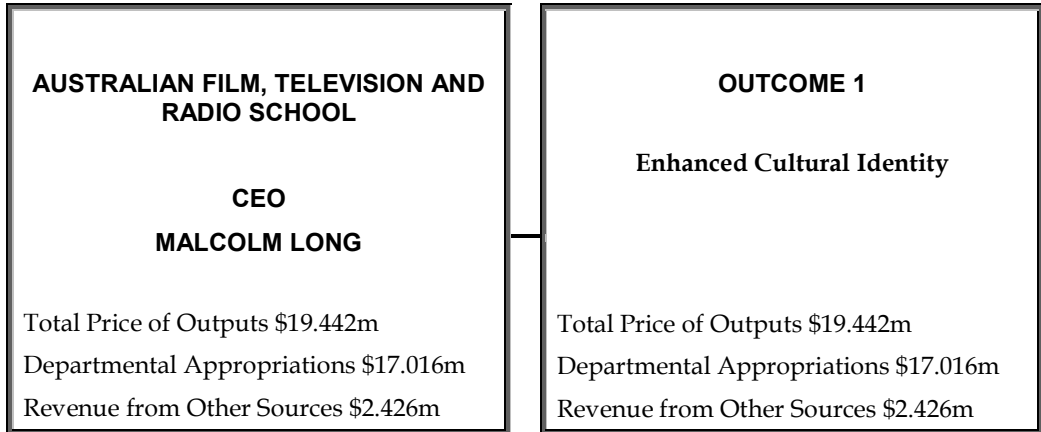 AUSTRALIAN FILM, TELEVISION AND
RADIO SCHOOL
CEO
MALCOLM LONG
Total Price of Outputs $19.442m
Departmental Appropriations $17.016m
Revenue from Other Sources $2.426m
OUTCOME 1
Enhanced Cultural Identity
Total Price of Outputs $19.442m
Departmental Appropriations $17.016m
Revenue from Other Sources $2.426m